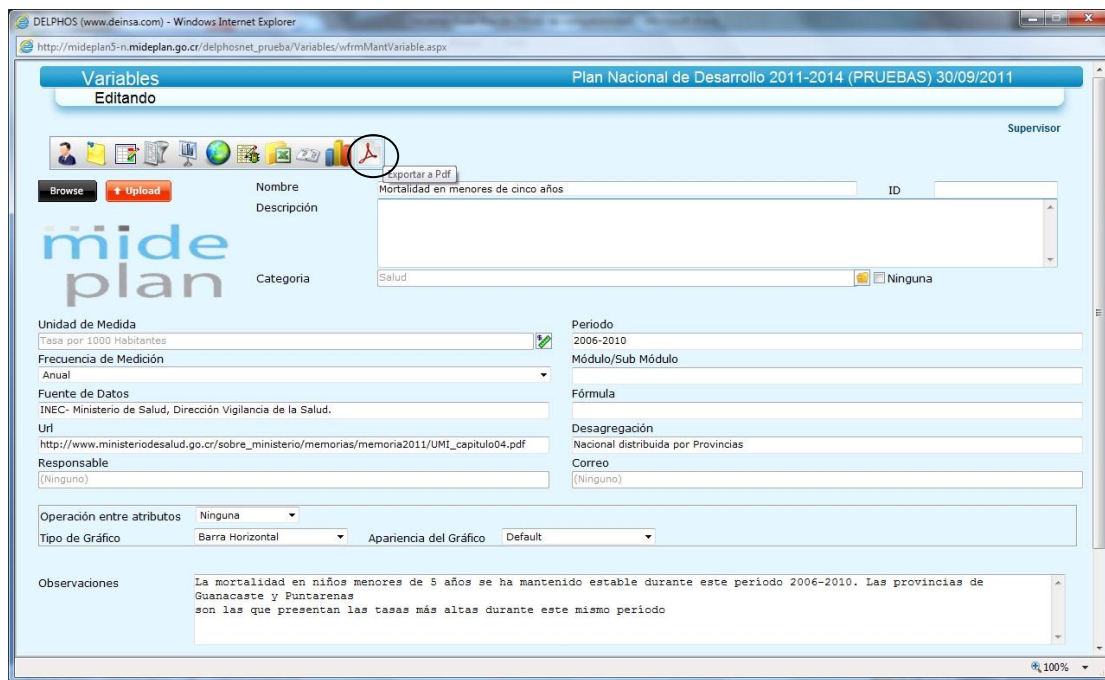 DELPHOS (www.deinsa.com) - Windows Internet Explorer
http://mideplan5-n.mideplan.go.cr/delphosnet_prueba/Variables/wfrmMantVariable.aspx
Variables
Plan Nacional de Desarrollo 2011-2014 (PRUEBAS) 30/09/2011
Editando
Supervisor
Exportar a Pdf
Browse
Upload
Nombre
Mortalidad en menores de cinco años
ID
Descripción
mide
plan
Categoria
Salud
Ninguna
Unidad de Medida
Periodo
Tasa por 1000 Habitantes
2006-2010
Frecuencia de Medición
Módulo/Sub Módulo
Anual
Fuente de Datos
Fórmula
INEC- Ministerio de Salud, Dirección Vigilancia de la Salud.
Url
Desagregación
http://www.ministeriodesalud.go.cr/sobre_ministerio/memorias/memoria2011/UMI_capitulo04.pdf
Nacional distribuida por Provincias
Responsable
Correo
(Ninguno)
(Ninguno)
Operación entre atributos
Ninguna
Tipo de Gráfico
Barra Horizontal
Apariencia del Gráfico
Default
Observaciones
La mortalidad en niños menores de 5 años se ha mantenido estable durante este período 2006-2010. Las provincias de
Guanacaste y Puntarenas
son las que presentan las tasas más altas durante este mismo período
100%